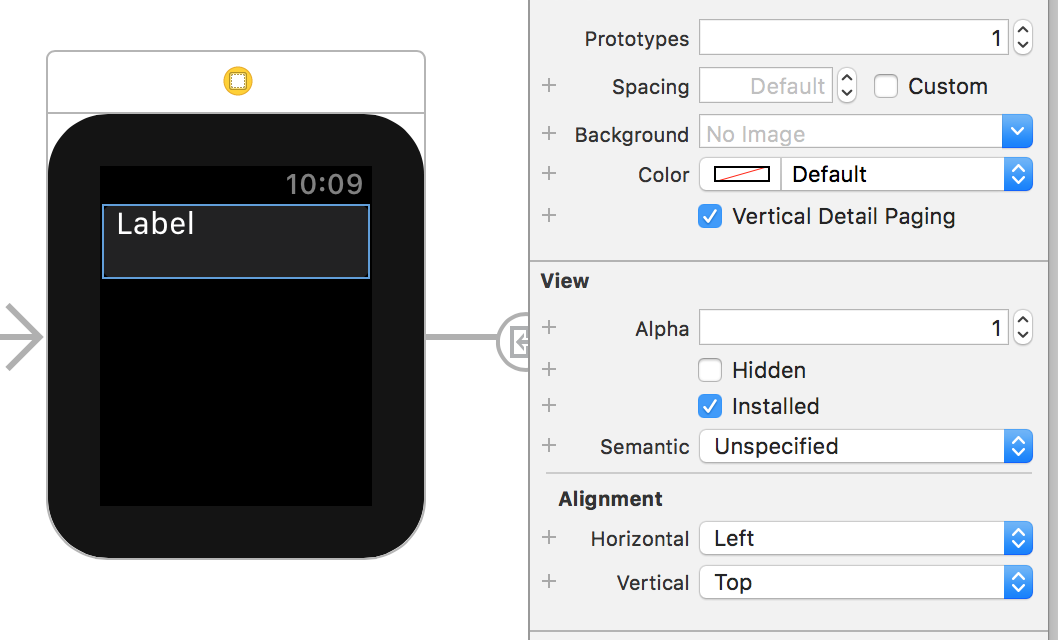 10:09
Label
Prototypes 1
Spacing Default Custom
Background No Image
Color Default
Vertical Detail Paging
View
Alpha 1
Hidden
Installed
Semantic Unspecified
Alignment
Horizontal Left
Vertical Top